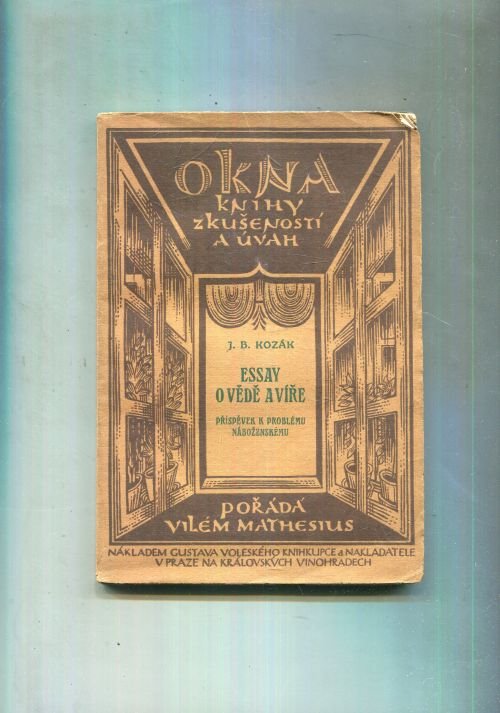 OKNA
KNIHY
ZKUŠENOSTÍ
A ÚVAH
J. B. KOZÁK
ESSAY
O VĚDĚ A VÍŘE
PŘÍSPĚVEK K PROBLÉMU
NÁBOŽENSKÉMU
POŘÁDÁ
VILÉM MATHESIUS
NÁKLADEM GUSTAVA VOLESKÉHO KNIHKUPCE a NAKLADATELE
V PRAZE NA KRÁLOVSKÝCH VINOHRADECH